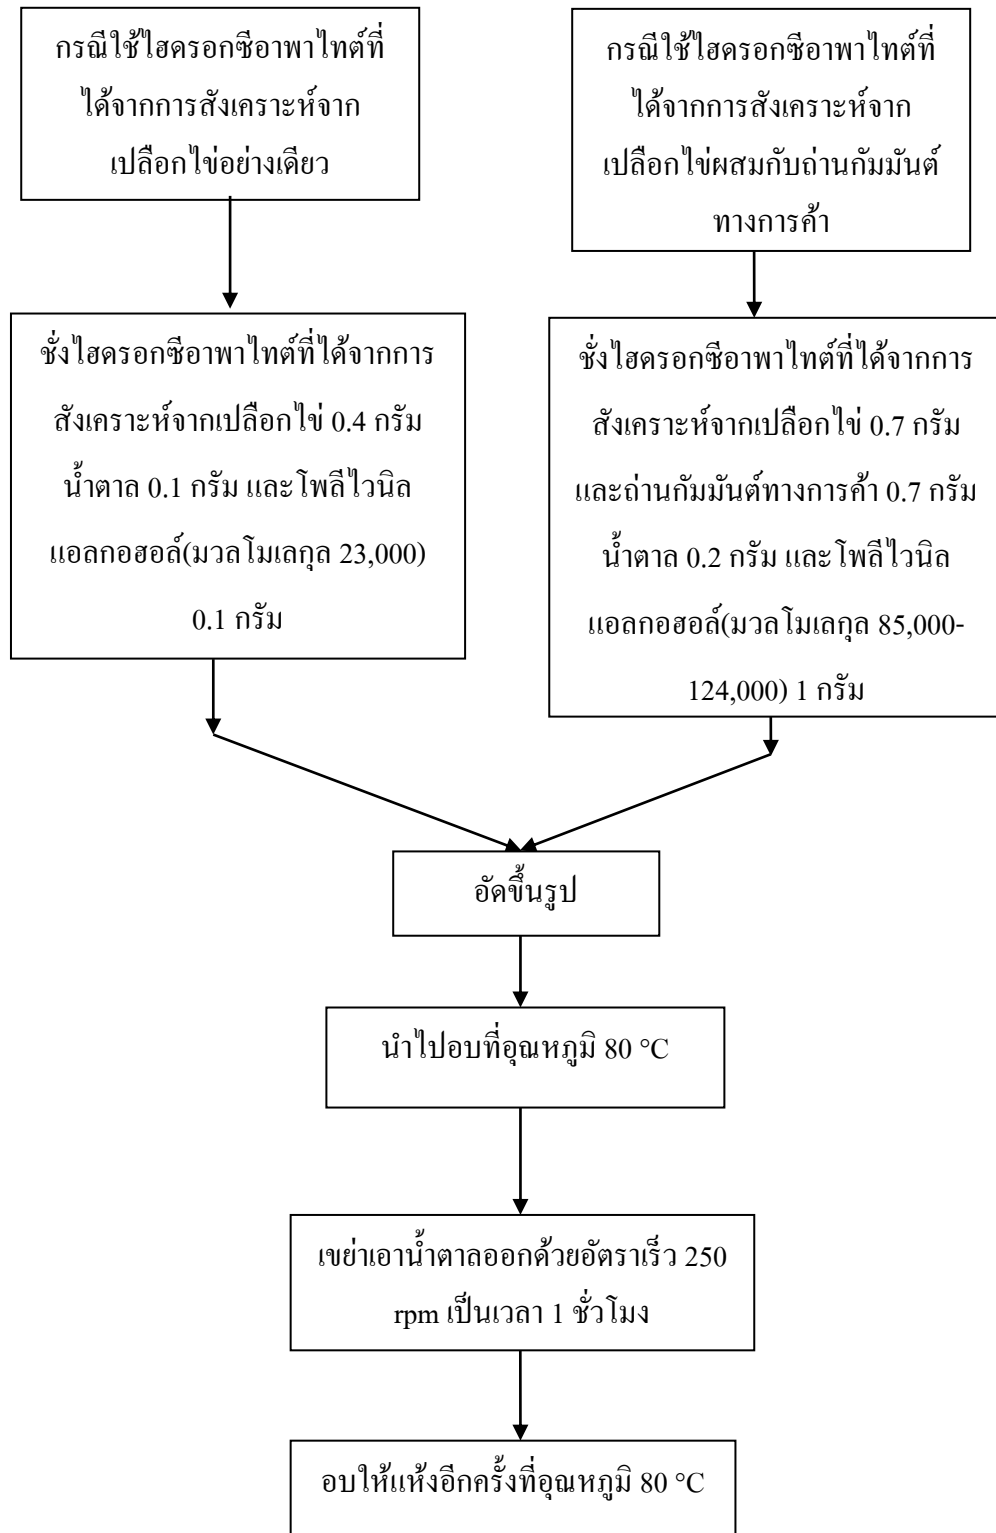 กรณีใช้ไฮดรอกซีอาพาไทต์ที่
ได้จากการสังเคราะห์จาก
เปลือกไข่อย่างเดียว
กรณีใช้ไฮดรอกซีอาพาไทต์ที่
ได้จากการสังเคราะห์จาก
เปลือกไข่ผสมกับถ่านกัมมันต์
ทางการค้า
ชั่งไฮดรอกซีอาพาไทต์ที่ได้จากการ
สังเคราะห์จากเปลือกไข่ 0.4 กรัม
น้ำตาล 0.1 กรัม และโพลีไวนิล
แอลกอฮอล์(มวลโมเลกุล 23,000)
0.1 กรัม
ชั่งไฮดรอกซีอาพาไทต์ที่ได้จากการ
สังเคราะห์จากเปลือกไข่ 0.7 กรัม
และถ่านกัมมันต์ทางการค้า 0.7 กรัม
น้ำตาล 0.2 กรัม และโพลีไวนิล
แอลกอฮอล์(มวลโมเลกุล 85,000-
124,000) 1 กรัม
อัดขึ้นรูป
นำไปอบที่อุณหภูมิ 80 °C
เขย่าเอาน้ำตาลออกด้วยอัตราเร็ว 250
rpm เป็นเวลา 1 ชั่วโมง
อบให้แห้งอีกครั้งที่อุณหภูมิ 80 °C